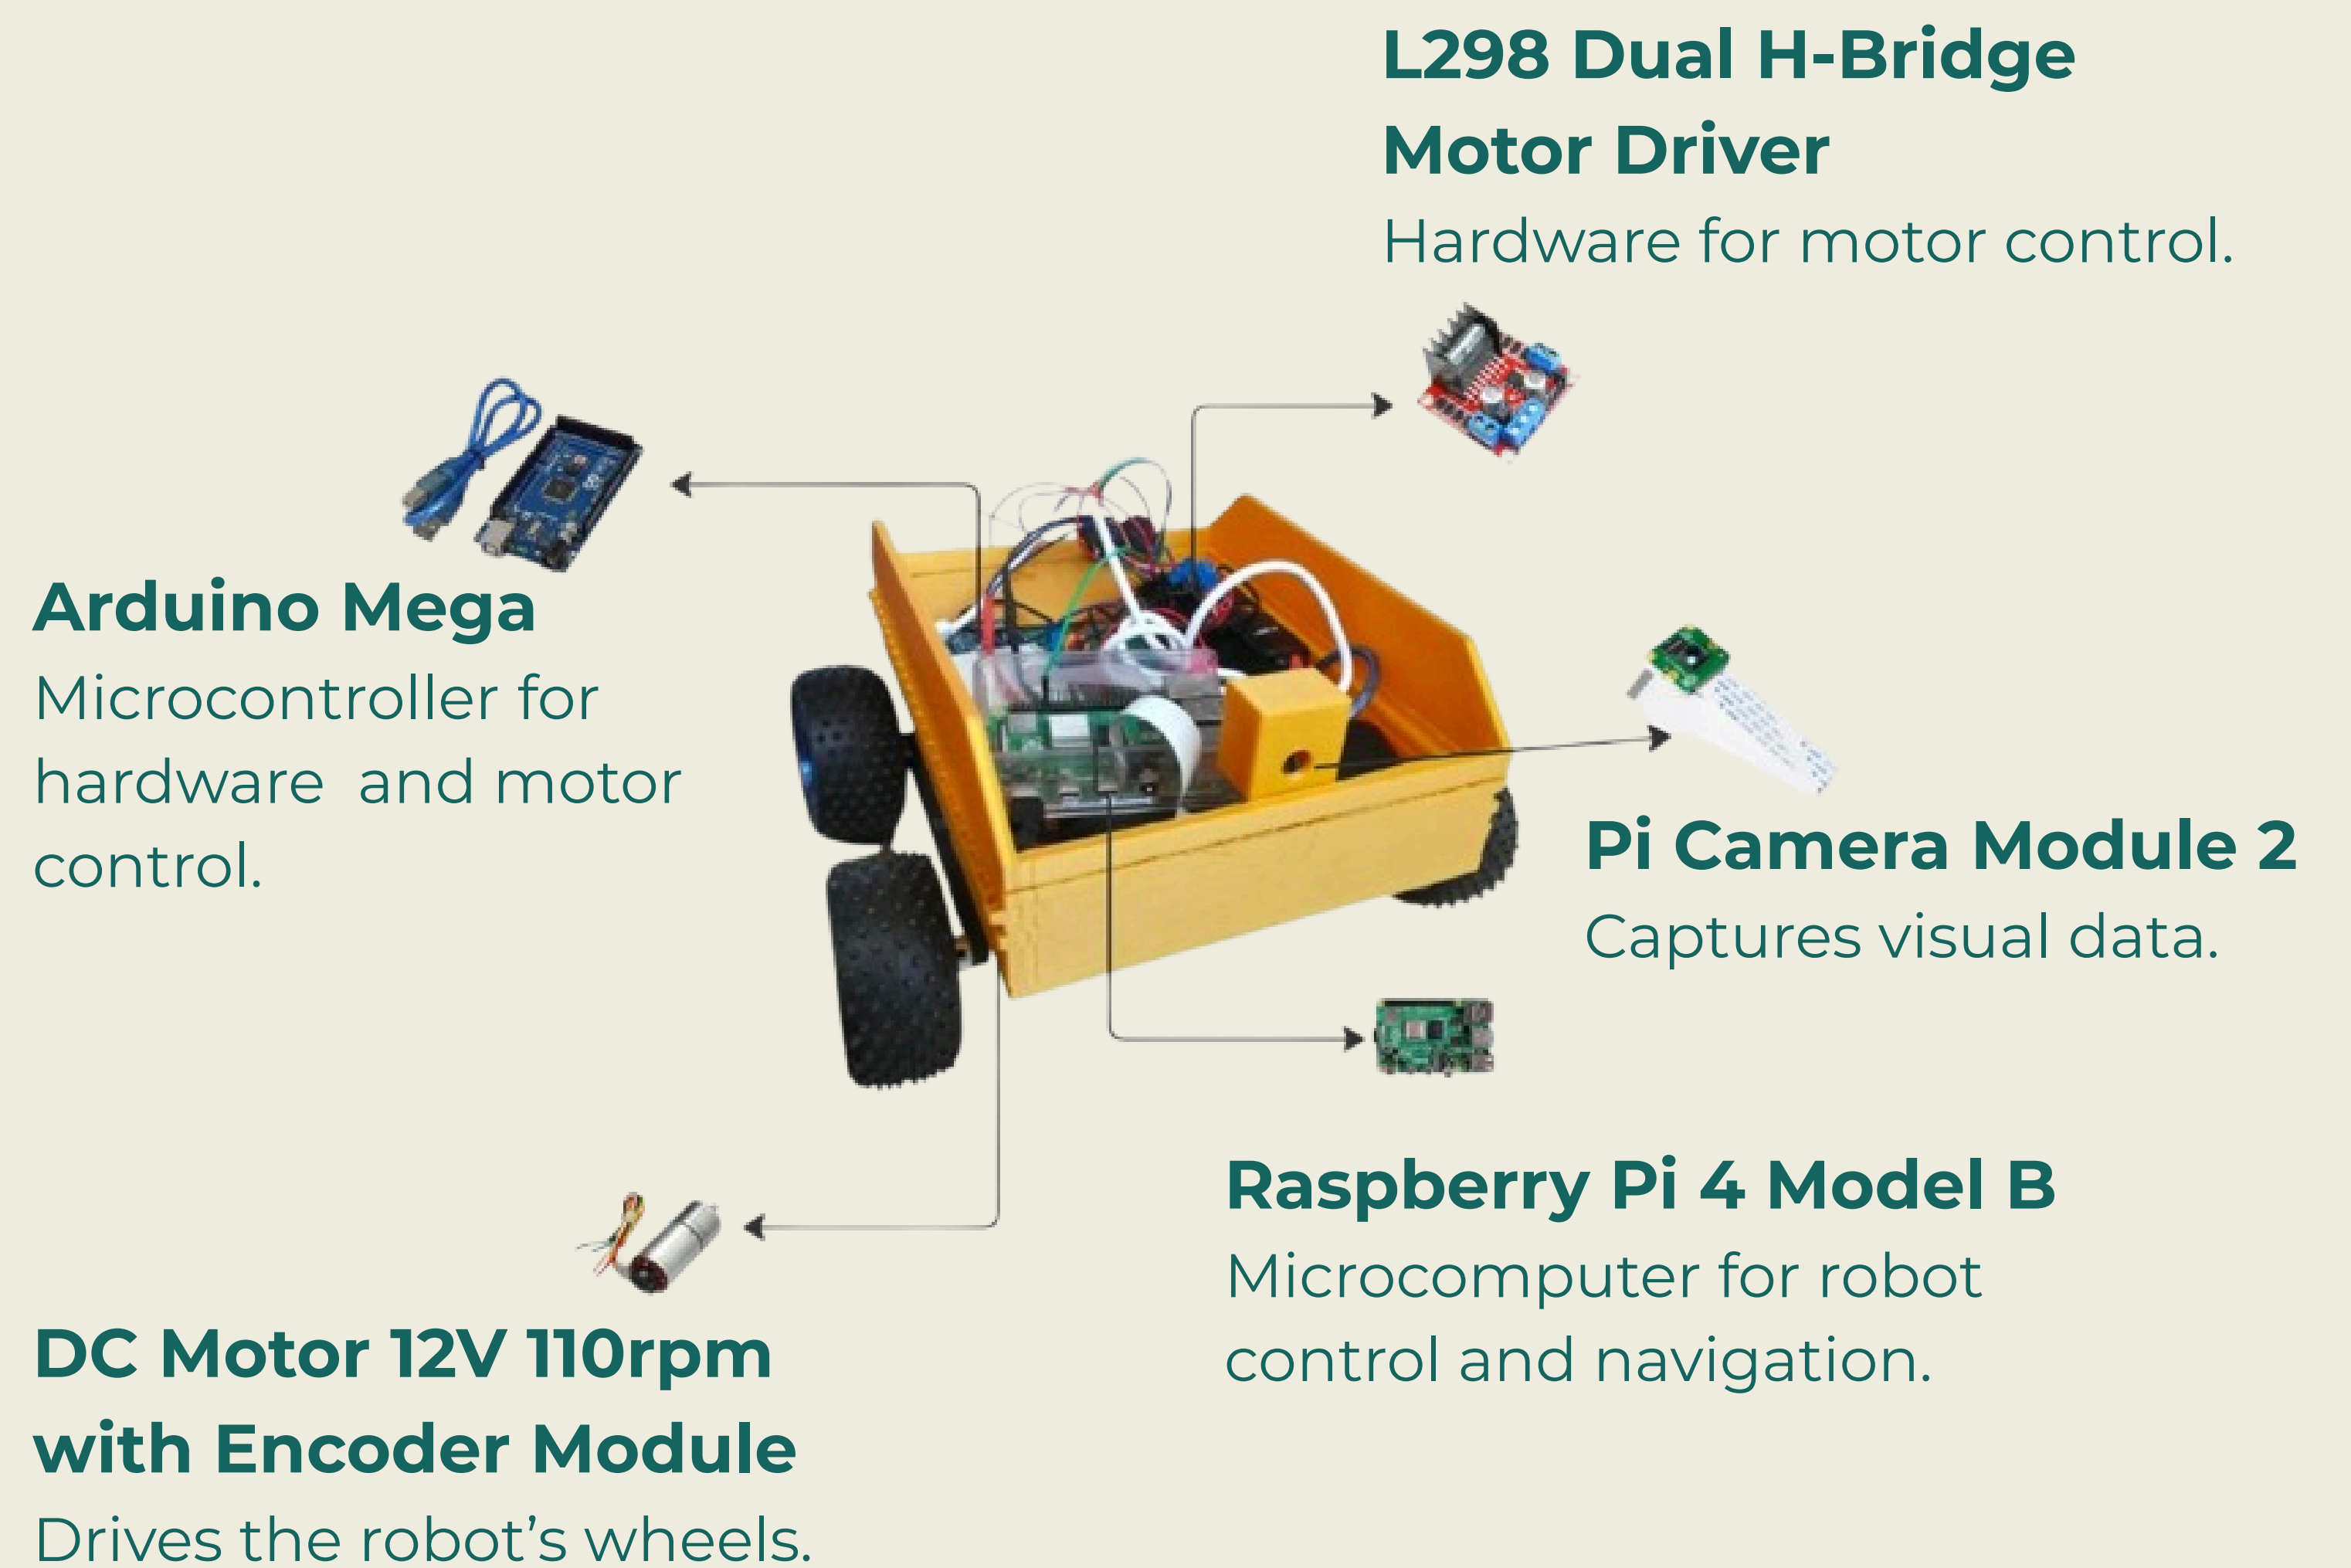 L298 Dual H-Bridge
Motor Driver
Hardware for motor control.
Arduino Mega
Microcontroller for
hardware  and motor
control.
Pi Camera Module 2
Captures visual data.
Raspberry Pi 4 Model B
Microcomputer for robot
control and navigation.
DC Motor 12V 110rpm
with Encoder Module
Drives the robot’s wheels.